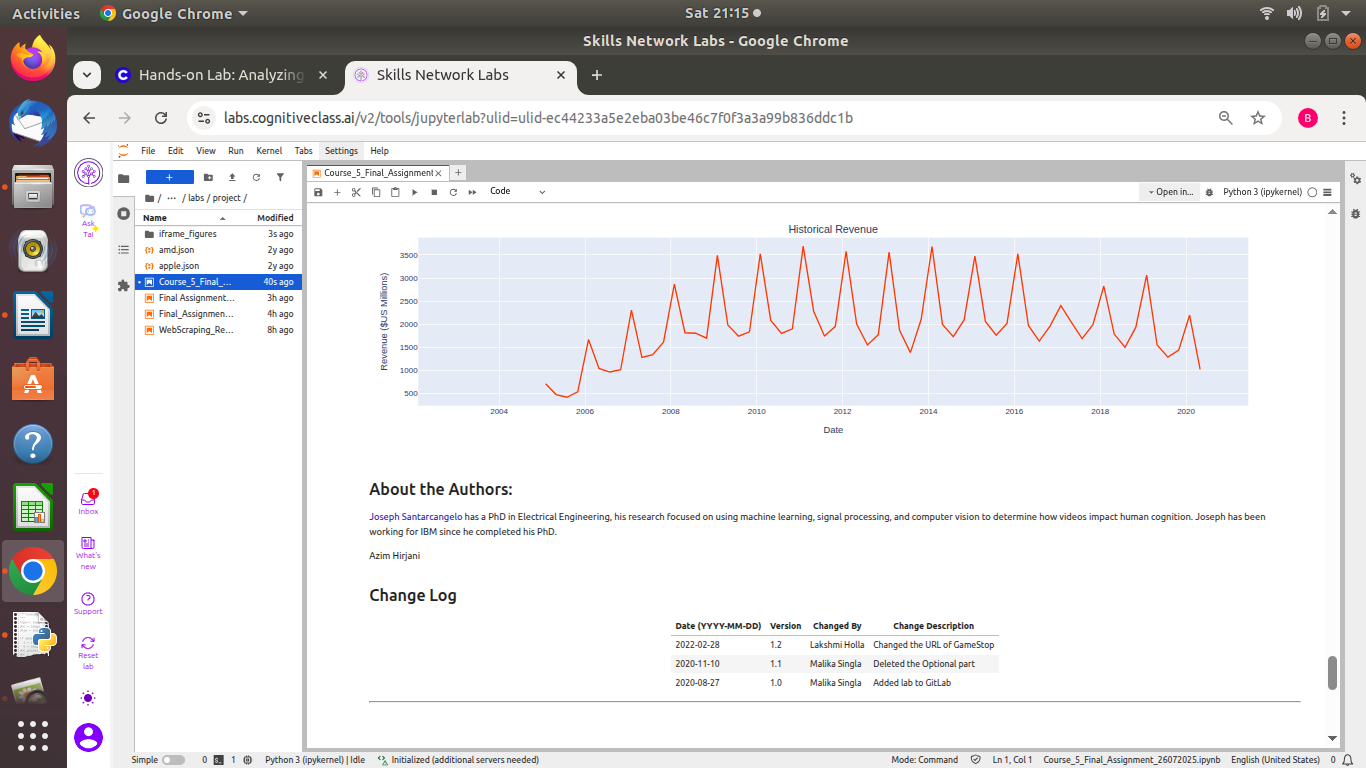 Activities
Google Chrome
Sat 21:15
Skills Network Labs - Google Chrome
Hands-on Lab: Analyzing
Skills Network Labs
labs.cognitiveclass.ai/v2/tools/jupyterlab?ulid=ulid-ec44233a5e2eba03be46c7f0f3a3a99b836ddc1b
B
File Edit View Run Kernel Tabs Settings Help
Ask
Tai
Inbox
1
What's
new
Support
Reset
lab
/ ... / labs / project /
Name Modified
iframe_figures 3s ago
amd.json 2y ago
apple.json 2y ago
Course_5_Final_... 40s ago
Final Assignment... 3h ago
Final_Assignmen... 4h ago
WebScraping_Re... 8h ago
Course_5_Final_Assignment
Code
Open in...
Python 3 (ipykernel)
Historical Revenue
Revenue ($US Millions)
3500
3000
2500
2000
1500
1000
500
2004 2006 2008 2010 2012 2014 2016 2018 2020
Date
About the Authors:
Joseph Santarcangelo has a PhD in Electrical Engineering, his research focused on using machine learning, signal processing, and computer vision to determine how videos impact human cognition. Joseph has been
working for IBM since he completed his PhD.
Azim Hirjani
Change Log
Date (YYYY-MM-DD) Version Changed By Change Description
2022-02-28 1.2 Lakshmi Holla Changed the URL of GameStop
2020-11-10 1.1 Malika Singla Deleted the Optional part
2020-08-27 1.0 Malika Singla Added lab to GitLab
Simple 0 1 Python 3 (ipykernel) | Idle Initialized (additional servers needed) Mode: Command Ln 1, Col 1 Course_5_Final_Assignment_26072025.ipynb English (United States) 0